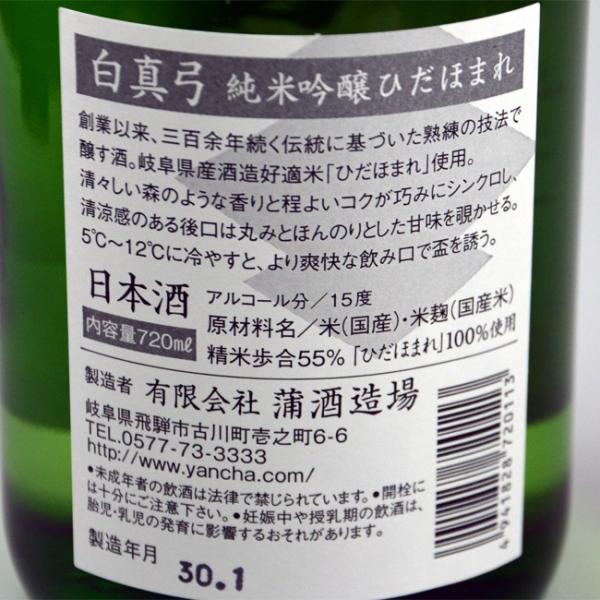 白真弓 純米吟醸ひだほまれ
創業以来、三百余年続く伝統に基づいた熟練の技法で
醸す酒。岐阜県産酒造好適米「ひだほまれ」使用。
清々しい森のような香りと程よいコクが巧みにシンクロし、
清涼感のある後口は丸みとほんのりとした甘味を覗かせる。
5℃～12℃に冷やすと、より爽快な飲み口で盃を誘う。
日本酒 アルコール分／15度
内容量720㎖ 原材料名／米(国産)・米麹(国産米)
精米歩合55% 「ひだほまれ」100%使用
製造者 有限会社 蒲酒造場
岐阜県飛騨市古川町壱之町6-6
TEL.0577-73-3333
http://www.yancha.com/
●未成年者の飲酒は法律で禁じられています。●開栓に
は十分にご注意下さい。●妊娠中や授乳期の飲酒は、
胎児・乳児の発育に影響するおそれがあります。
製造年月
30.1
4941828720113